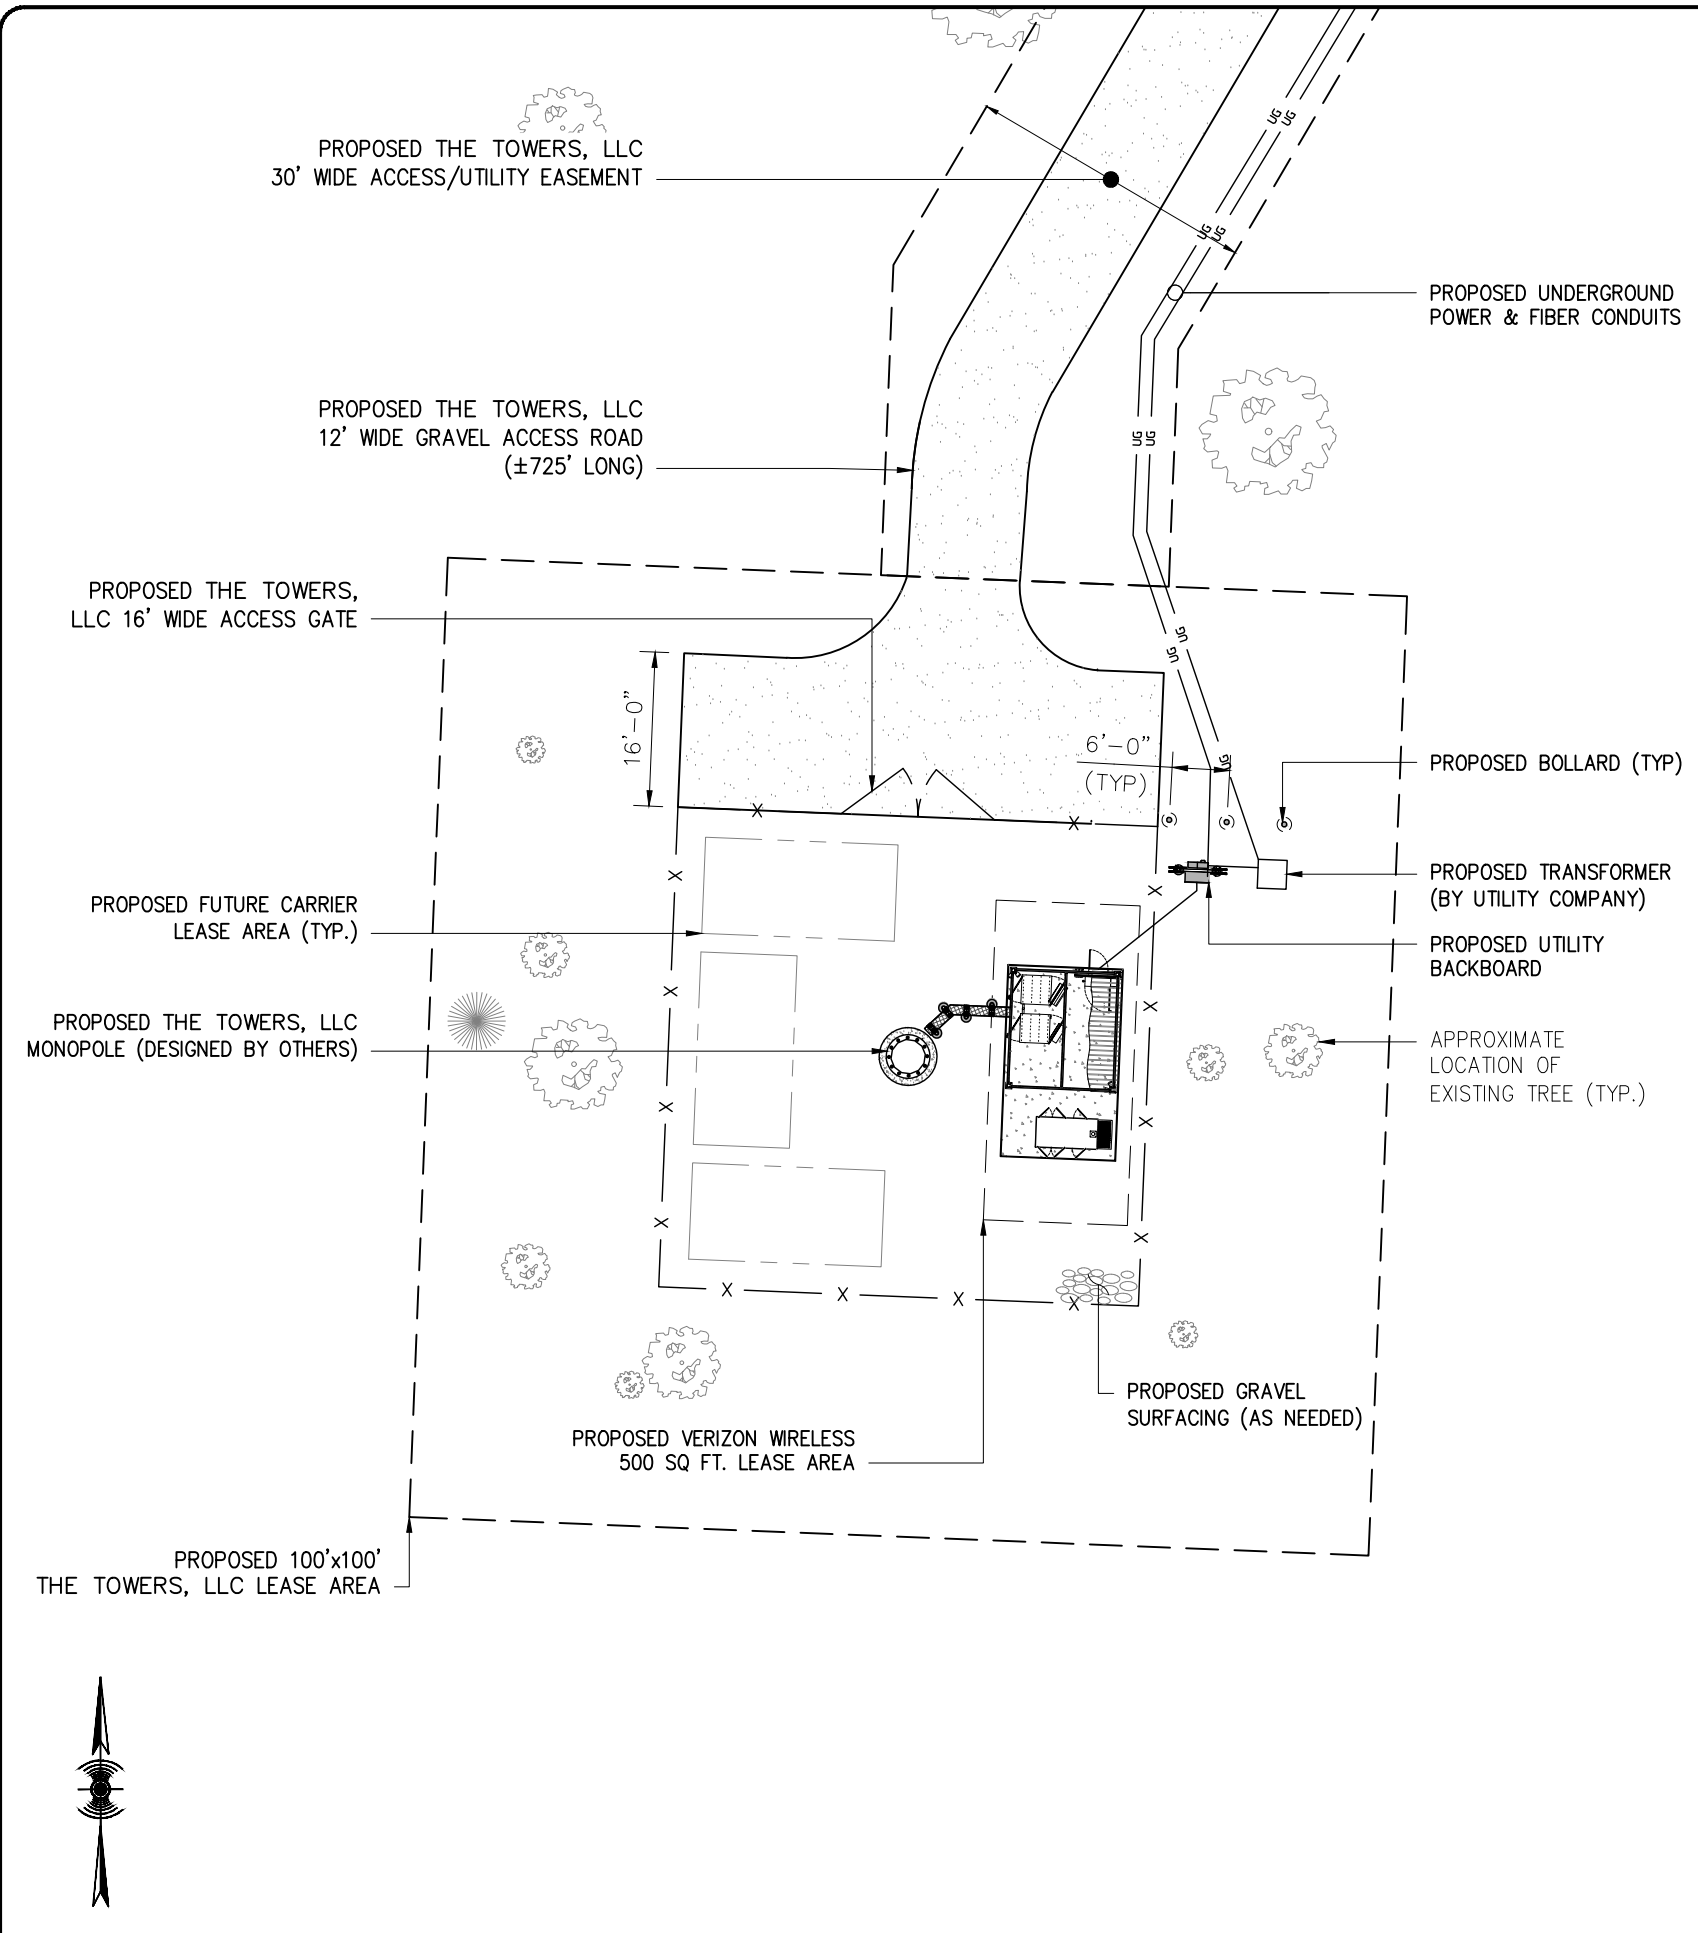 PROPOSED THE TOWERS, LLC
30' WIDE ACCESS/UTILITY EASEMENT
UG
UG
UG
UG
PROPOSED UNDERGROUND
POWER & FIBER CONDUITS
PROPOSED THE TOWERS, LLC
12' WIDE GRAVEL ACCESS ROAD
(±725' LONG)
UG
UG
PROPOSED THE TOWERS,
LLC 16' WIDE ACCESS GATE
UG
UG
16'-0"
6'-0"
(TYP)
UG
PROPOSED BOLLARD (TYP)
X
X
PROPOSED TRANSFORMER
(BY UTILITY COMPANY)
X
X
PROPOSED FUTURE CARRIER
LEASE AREA (TYP.)
PROPOSED UTILITY
BACKBOARD
X
X
PROPOSED THE TOWERS, LLC
MONOPOLE (DESIGNED BY OTHERS)
APPROXIMATE
LOCATION OF
EXISTING TREE (TYP.)
X
X
X
X
X
X
X
X
PROPOSED GRAVEL
SURFACING (AS NEEDED)
PROPOSED VERIZON WIRELESS
500 SQ FT. LEASE AREA
PROPOSED 100'x100'
THE TOWERS, LLC LEASE AREA